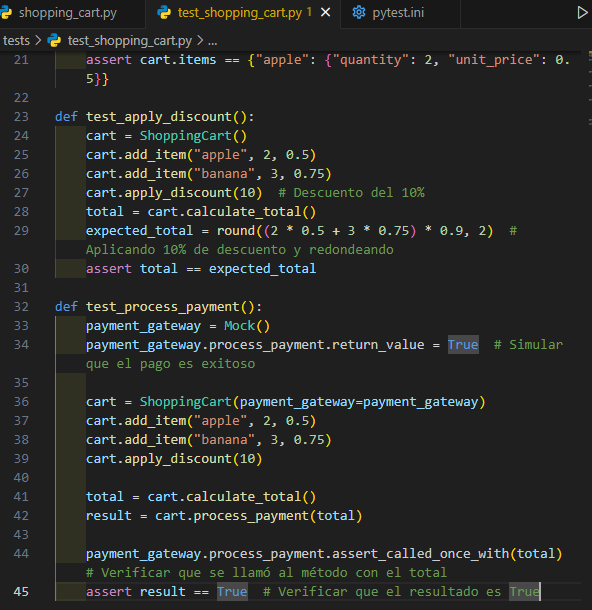 shopping_cart.py
test_shopping_cart.py 1 ×
pytest.ini
tests > test_shopping_cart.py > ...
21 assert cart.items == {"apple": {"quantity": 2, "unit_price": 0.
5}}
22
23 def test_apply_discount():
24 cart = ShoppingCart()
25 cart.add_item("apple", 2, 0.5)
26 cart.add_item("banana", 3, 0.75)
27 cart.apply_discount(10)  # Descuento del 10%
28 total = cart.calculate_total()
29 expected_total = round((2 * 0.5 + 3 * 0.75) * 0.9, 2)  #
Aplicando 10% de descuento y redondeando
30 assert total == expected_total
31
32 def test_process_payment():
33 payment_gateway = Mock()
34 payment_gateway.process_payment.return_value = True  # Simular
que el pago es exitoso
35
36 cart = ShoppingCart(payment_gateway=payment_gateway)
37 cart.add_item("apple", 2, 0.5)
38 cart.add_item("banana", 3, 0.75)
39 cart.apply_discount(10)
40
41 total = cart.calculate_total()
42 result = cart.process_payment(total)
43
44 payment_gateway.process_payment.assert_called_once_with(total)
# Verificar que se llamó al método con el total
45 assert result == True  # Verificar que el resultado es True